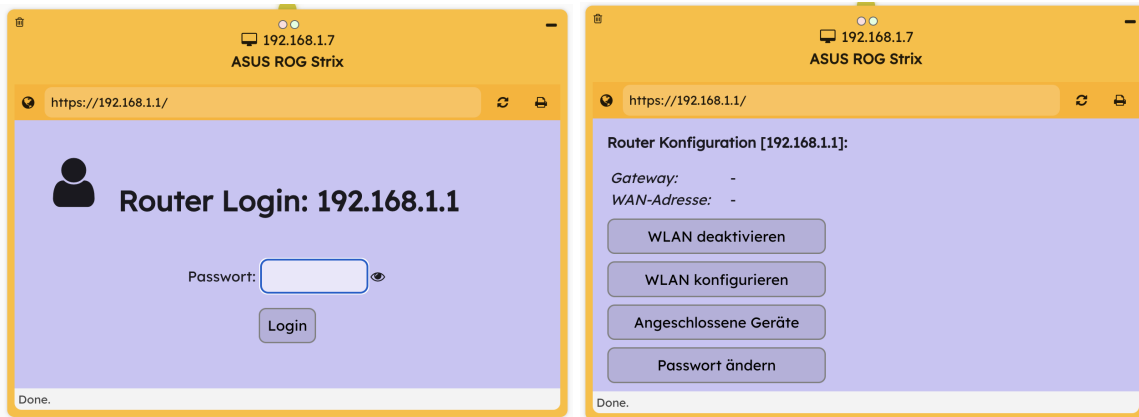 192.168.1.7
ASUS ROG Strix
https://192.168.1.1/
Router Login: 192.168.1.1
Passwort:
Login
Done.
192.168.1.7
ASUS ROG Strix
https://192.168.1.1/
Router Konfiguration [192.168.1.1]:
Gateway: -
WAN-Adresse: -
WLAN deaktivieren
WLAN konfigurieren
Angeschlossene Geräte
Passwort ändern
Done.